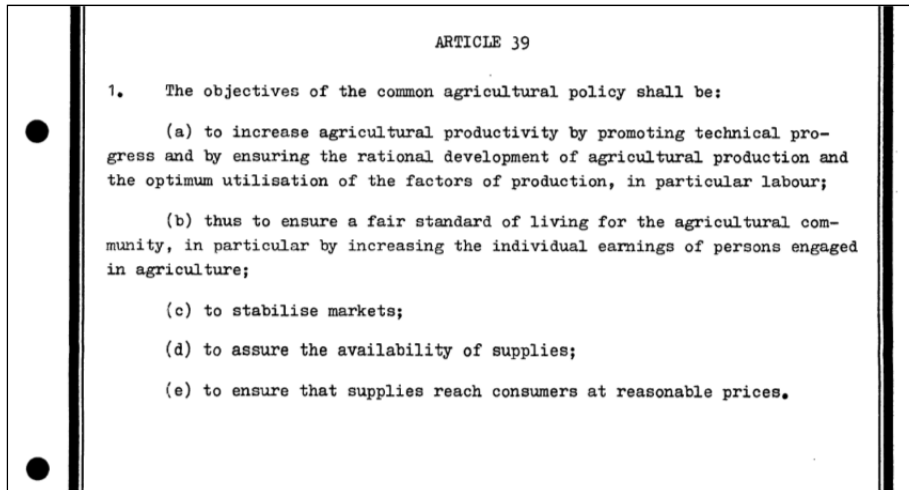 ARTICLE 39
1. The objectives of the common agricultural policy shall be:
(a) to increase agricultural productivity by promoting technical pro-
gress and by ensuring the rational development of agricultural production and
the optimum utilisation of the factors of production, in particular labour;
(b) thus to ensure a fair standard of living for the agricultural com-
munity, in particular by increasing the individual earnings of persons engaged
in agriculture;
(c) to stabilise markets;
(d) to assure the availability of supplies;
(e) to ensure that supplies reach consumers at reasonable prices.